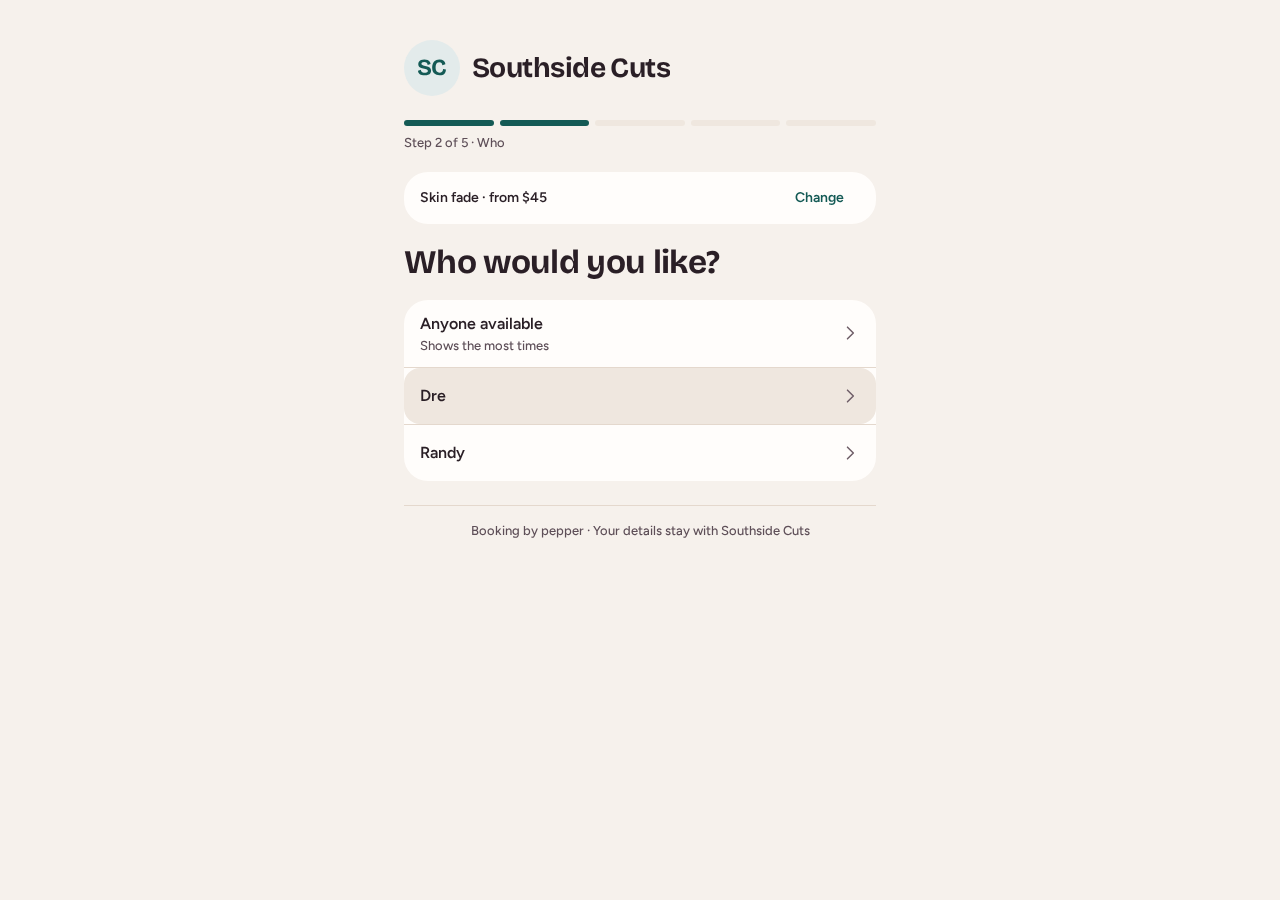 SC
Southside Cuts
Step 2 of 5 · Who
Skin fade · from $45
Change
Who would you like?
Anyone available
Shows the most times
Dre
Randy
Booking by pepper · Your details stay with Southside Cuts